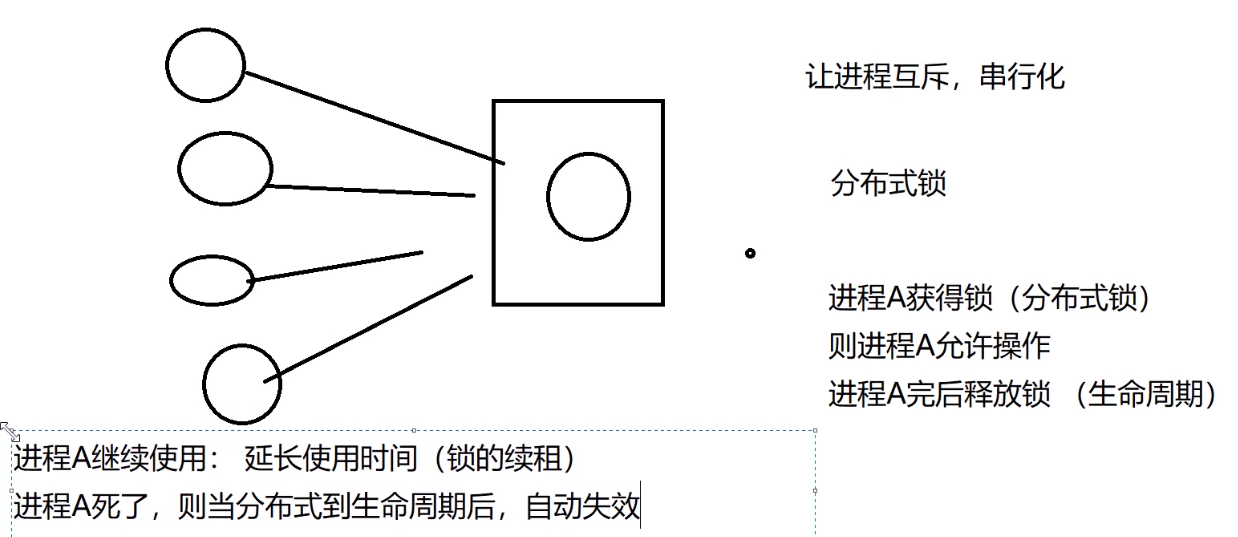 让进程互斥，串行化
分布式锁
进程A获得锁（分布式锁）
则进程A允许操作
进程A完后释放锁 （生命周期）
进程A继续使用： 延长使用时间（锁的续租）
进程A死了，则当分布式到生命周期后，自动失效